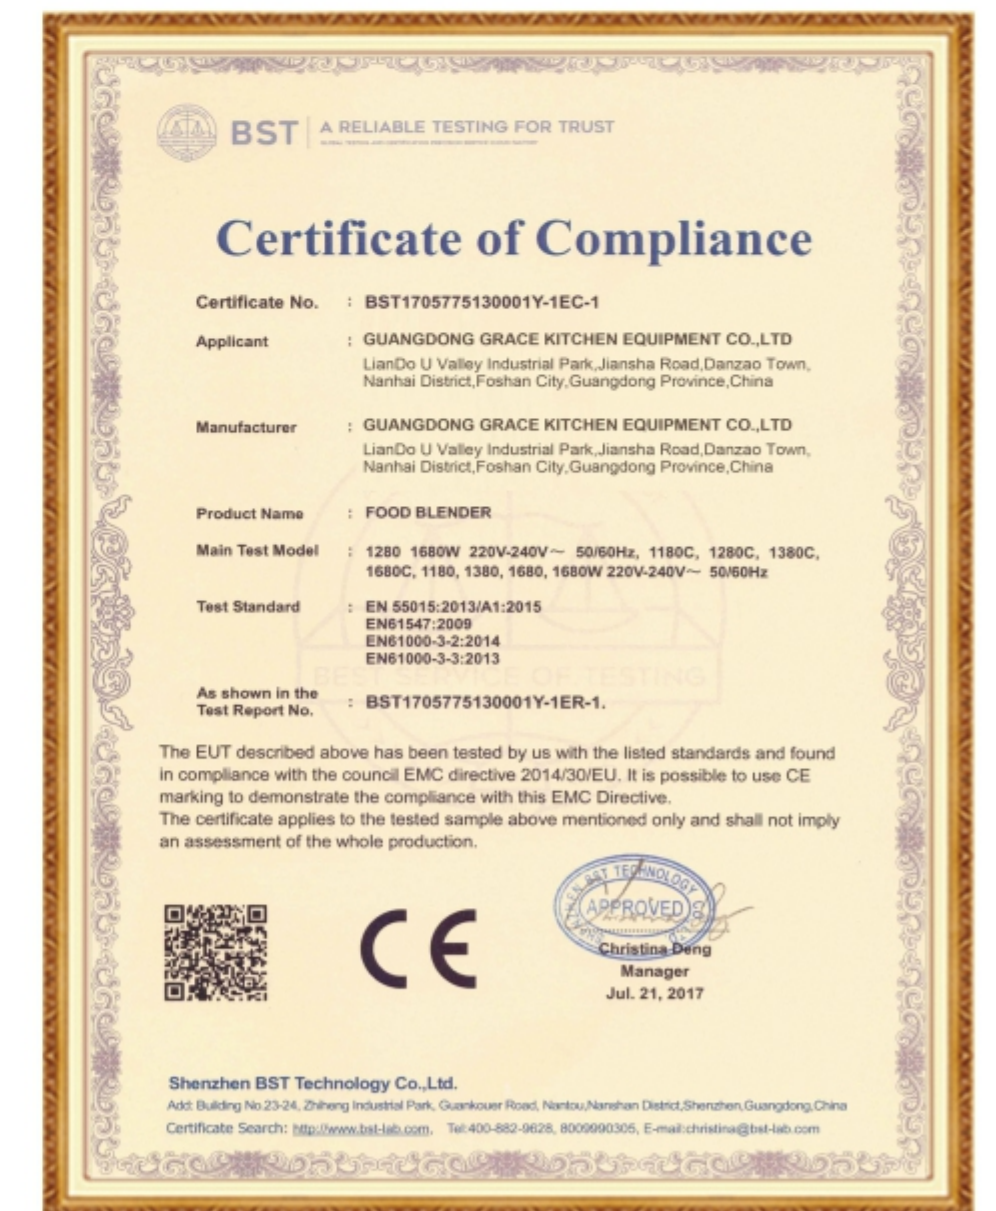 BST A RELIABLE TESTING FOR TRUST
Certificate of Compliance
Certificate No. : BST1705775130001Y-1EC-1
Applicant : GUANGDONG GRACE KITCHEN EQUIPMENT CO.,LTD
LianDo U Valley Industrial Park,Jiansha Road,Danzao Town,
Nanhai District,Foshan City,Guangdong Province,China
Manufacturer : GUANGDONG GRACE KITCHEN EQUIPMENT CO.,LTD
LianDo U Valley Industrial Park,Jiansha Road,Danzao Town,
Nanhai District,Foshan City,Guangdong Province,China
Product Name : FOOD BLENDER
Main Test Model : 1280 1680W 220V-240V～ 50/60Hz, 1180C, 1280C, 1380C,
1680C, 1180, 1380, 1680, 1680W 220V-240V～ 50/60Hz
Test Standard : EN 55015:2013/A1:2015
EN61547:2009
EN61000-3-2:2014
EN61000-3-3:2013
BEST SERVICE OF TESTING
As shown in the
Test Report No. : BST1705775130001Y-1ER-1.
The EUT described above has been tested by us with the listed standards and found
in compliance with the council EMC directive 2014/30/EU. It is possible to use CE
marking to demonstrate the compliance with this EMC Directive.
The certificate applies to the tested sample above mentioned only and shall not imply
an assessment of the whole production.
CE
SHENZHEN BST TECHNOLOGY CO.,LTD
APPROVED
Christina Deng
Manager
Jul. 21, 2017
Shenzhen BST Technology Co.,Ltd.
Add: Building No.23-24, Zhiheng Industrial Park, Guankouer Road, Nantou,Nanshan District,Shenzhen,Guangdong,China
Certificate Search: http://www.bst-lab.com, Tel:400-882-9628, 8009990305, E-mail:christina@bst-lab.com